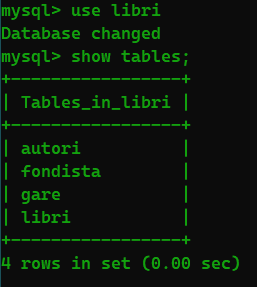 mysql> use libri
Database changed
mysql> show tables;
+-----------------+
| Tables_in_libri |
+-----------------+
| autori          |
| fondista        |
| gare            |
| libri           |
+-----------------+
4 rows in set (0.00 sec)